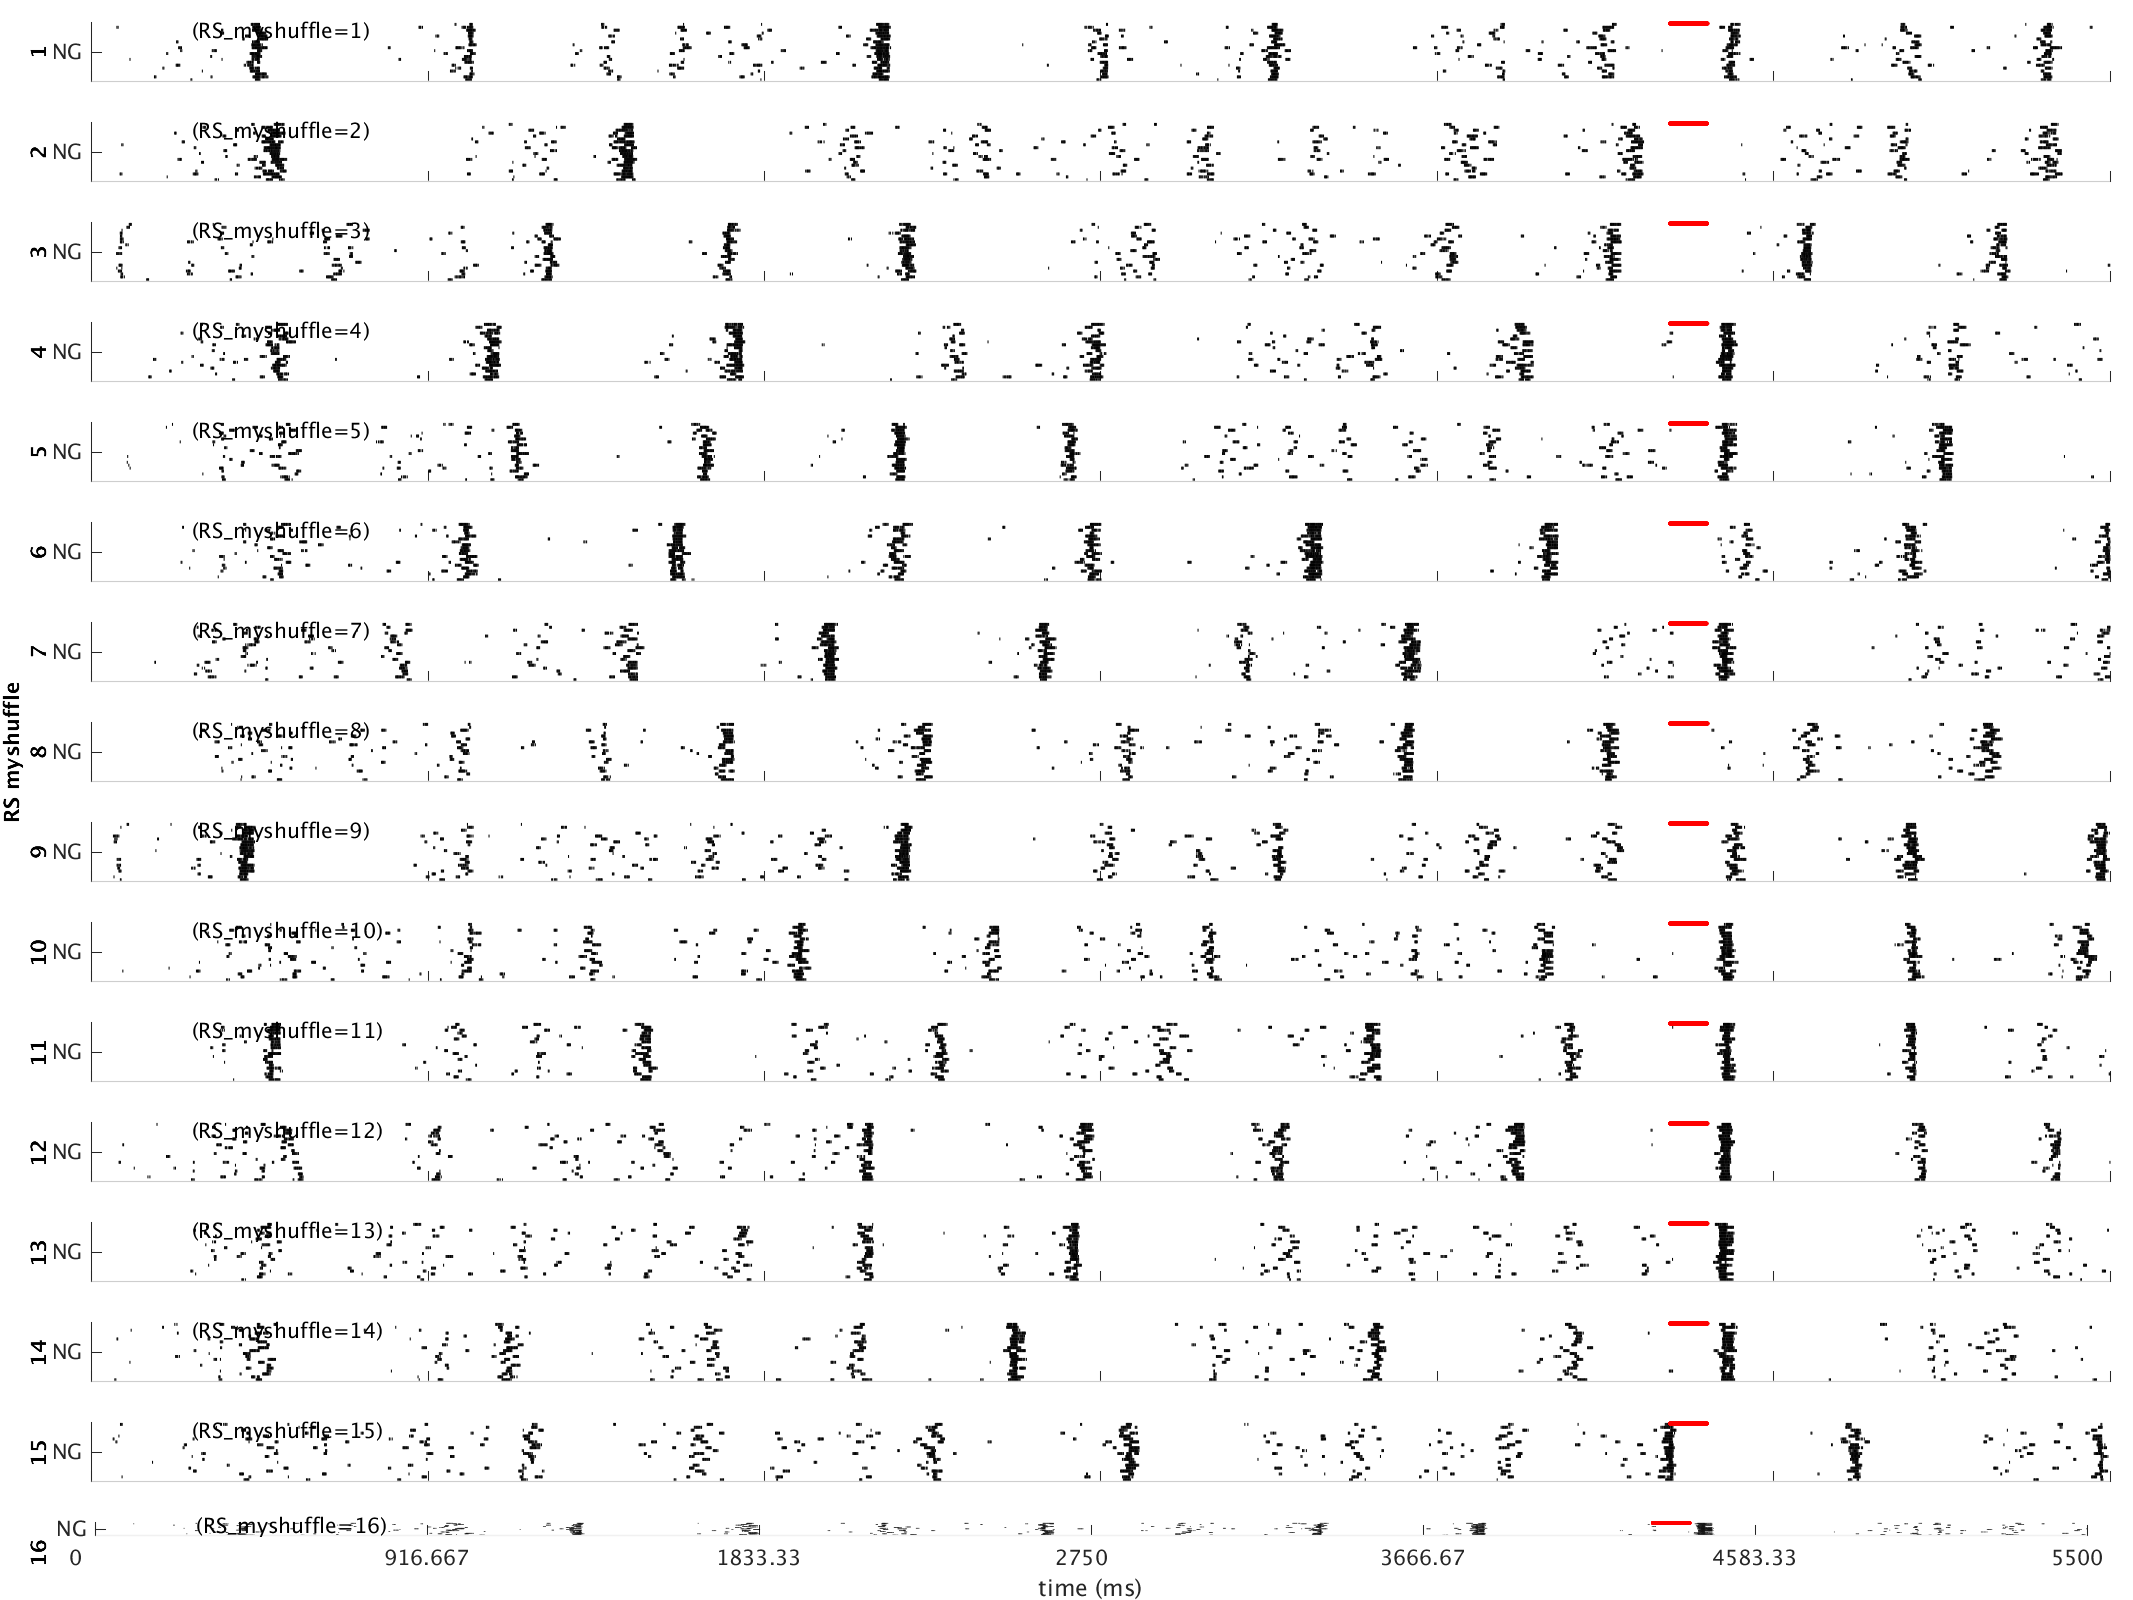 RS myshuffle
1 NG (RS_myshuffle=1)
2 NG (RS_myshuffle=2)
3 NG (RS_myshuffle=3)
4 NG (RS_myshuffle=4)
5 NG (RS_myshuffle=5)
6 NG (RS_myshuffle=6)
7 NG (RS_myshuffle=7)
8 NG (RS_myshuffle=8)
9 NG (RS_myshuffle=9)
10 NG (RS_myshuffle=10)
11 NG (RS_myshuffle=11)
12 NG (RS_myshuffle=12)
13 NG (RS_myshuffle=13)
14 NG (RS_myshuffle=14)
15 NG (RS_myshuffle=15)
16 NG (RS_myshuffle=16)
0 916.667 1833.33 2750 3666.67 4583.33 5500
time (ms)